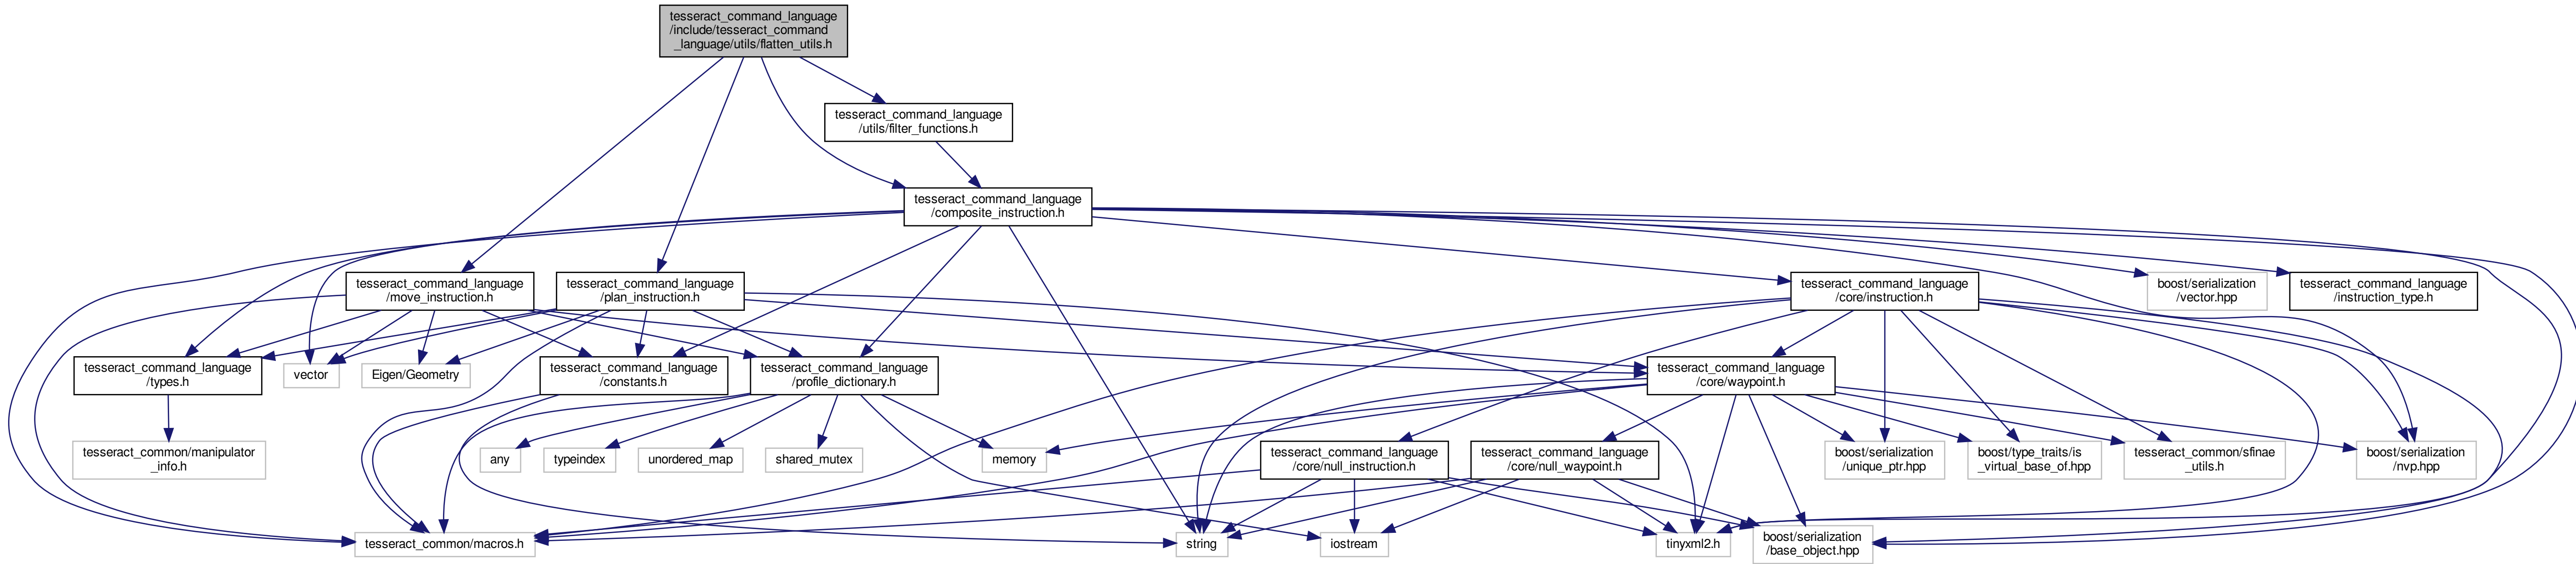 tesseract_command_language
/include/tesseract_command
_language/utils/flatten_utils.h
tesseract_command_language
/utils/filter_functions.h
tesseract_command_language
/composite_instruction.h
tesseract_command_language
/move_instruction.h
tesseract_command_language
/plan_instruction.h
tesseract_command_language
/core/instruction.h
boost/serialization
/vector.hpp
tesseract_command_language
/instruction_type.h
tesseract_command_language
/types.h
vector
Eigen/Geometry
tesseract_command_language
/constants.h
tesseract_command_language
/profile_dictionary.h
tesseract_command_language
/core/waypoint.h
tesseract_common/manipulator
_info.h
any
typeindex
unordered_map
shared_mutex
memory
tesseract_command_language
/core/null_instruction.h
tesseract_command_language
/core/null_waypoint.h
boost/serialization
/unique_ptr.hpp
boost/type_traits/is
_virtual_base_of.hpp
tesseract_common/sfinae
_utils.h
boost/serialization
/nvp.hpp
tesseract_common/macros.h
string
iostream
tinyxml2.h
boost/serialization
/base_object.hpp